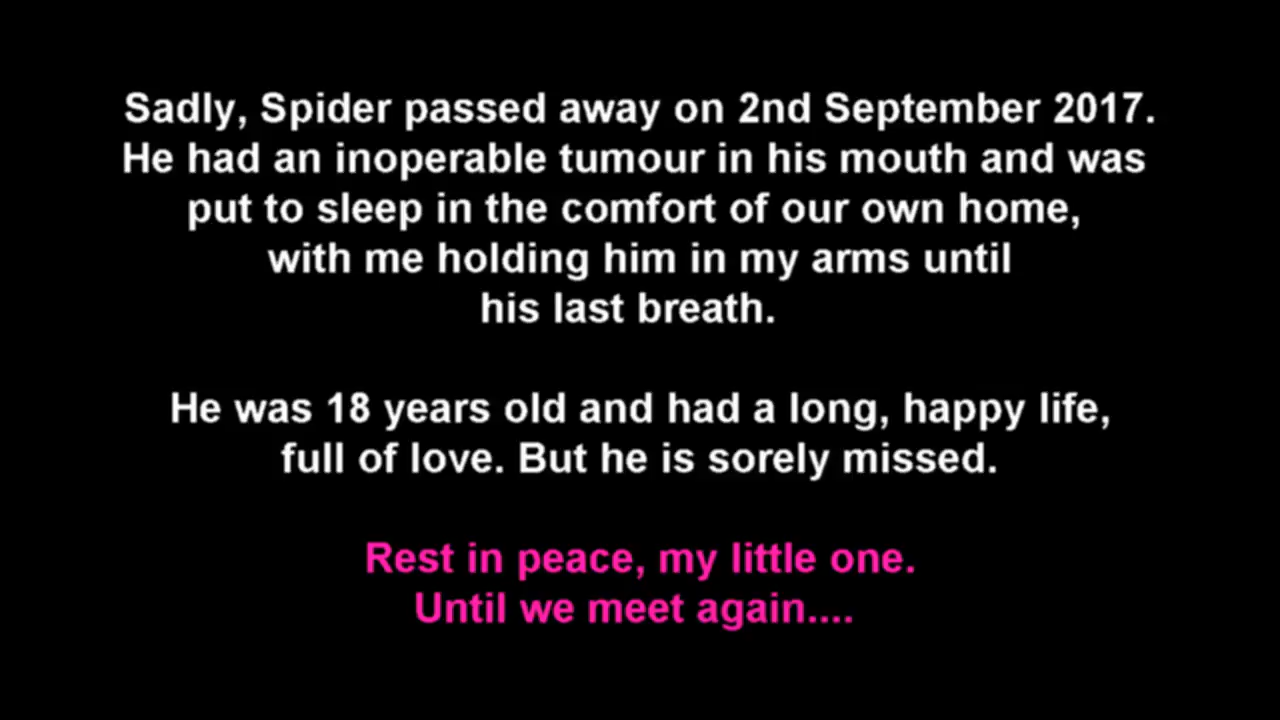 Sadly, Spider passed away on 2nd September 2017.
He had an inoperable tumour in his mouth and was
put to sleep in the comfort of our own home,
with me holding him in my arms until
his last breath.
He was 18 years old and had a long, happy life,
full of love. But he is sorely missed.
Rest in peace, my little one.
Until we meet again....